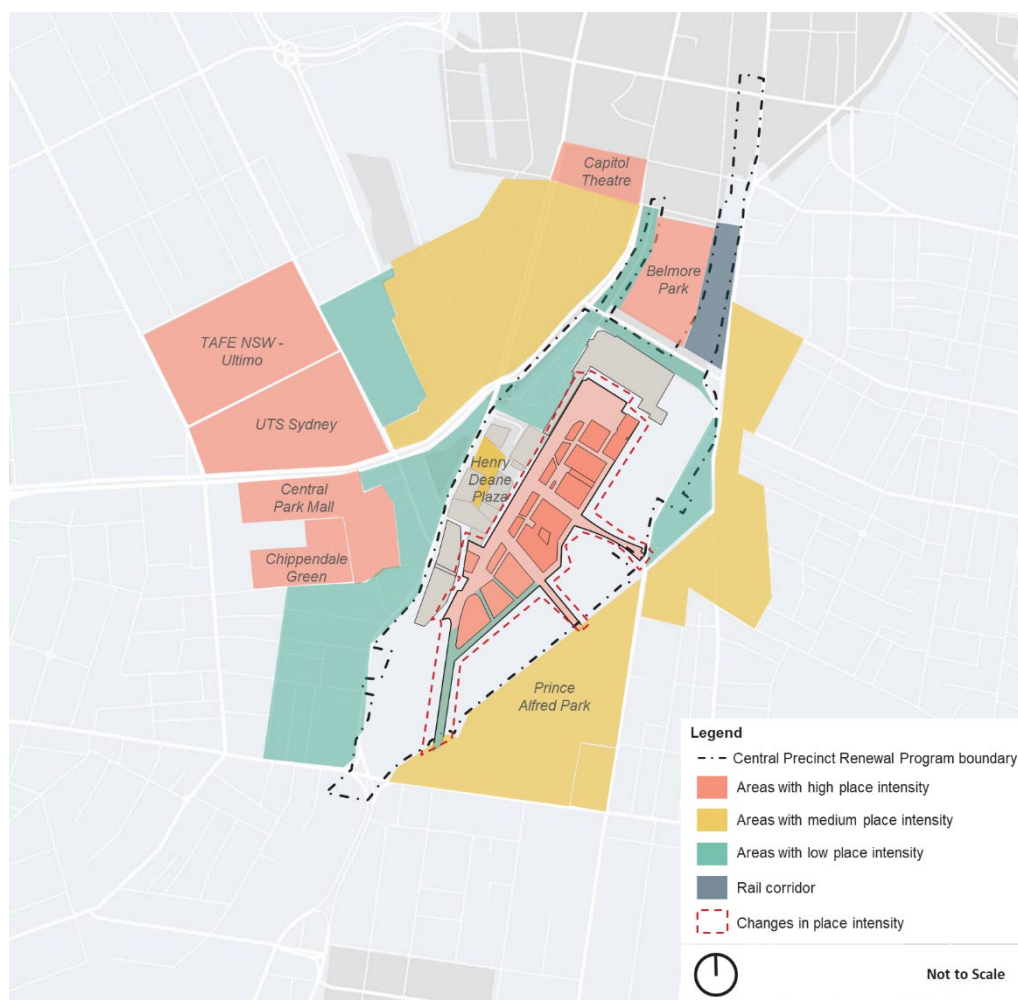 Capitol
Theatre
Belmore
Park
TAFE NSW -
Ultimo
UTS Sydney
Henry
Deane
Plaza
Central
Park Mall
Chippendale
Green
Prince
Alfred Park
Legend
Central Precinct Renewal Program boundary
Areas with high place intensity
Areas with medium place intensity
Areas with low place intensity
Rail corridor
Changes in place intensity
Not to Scale